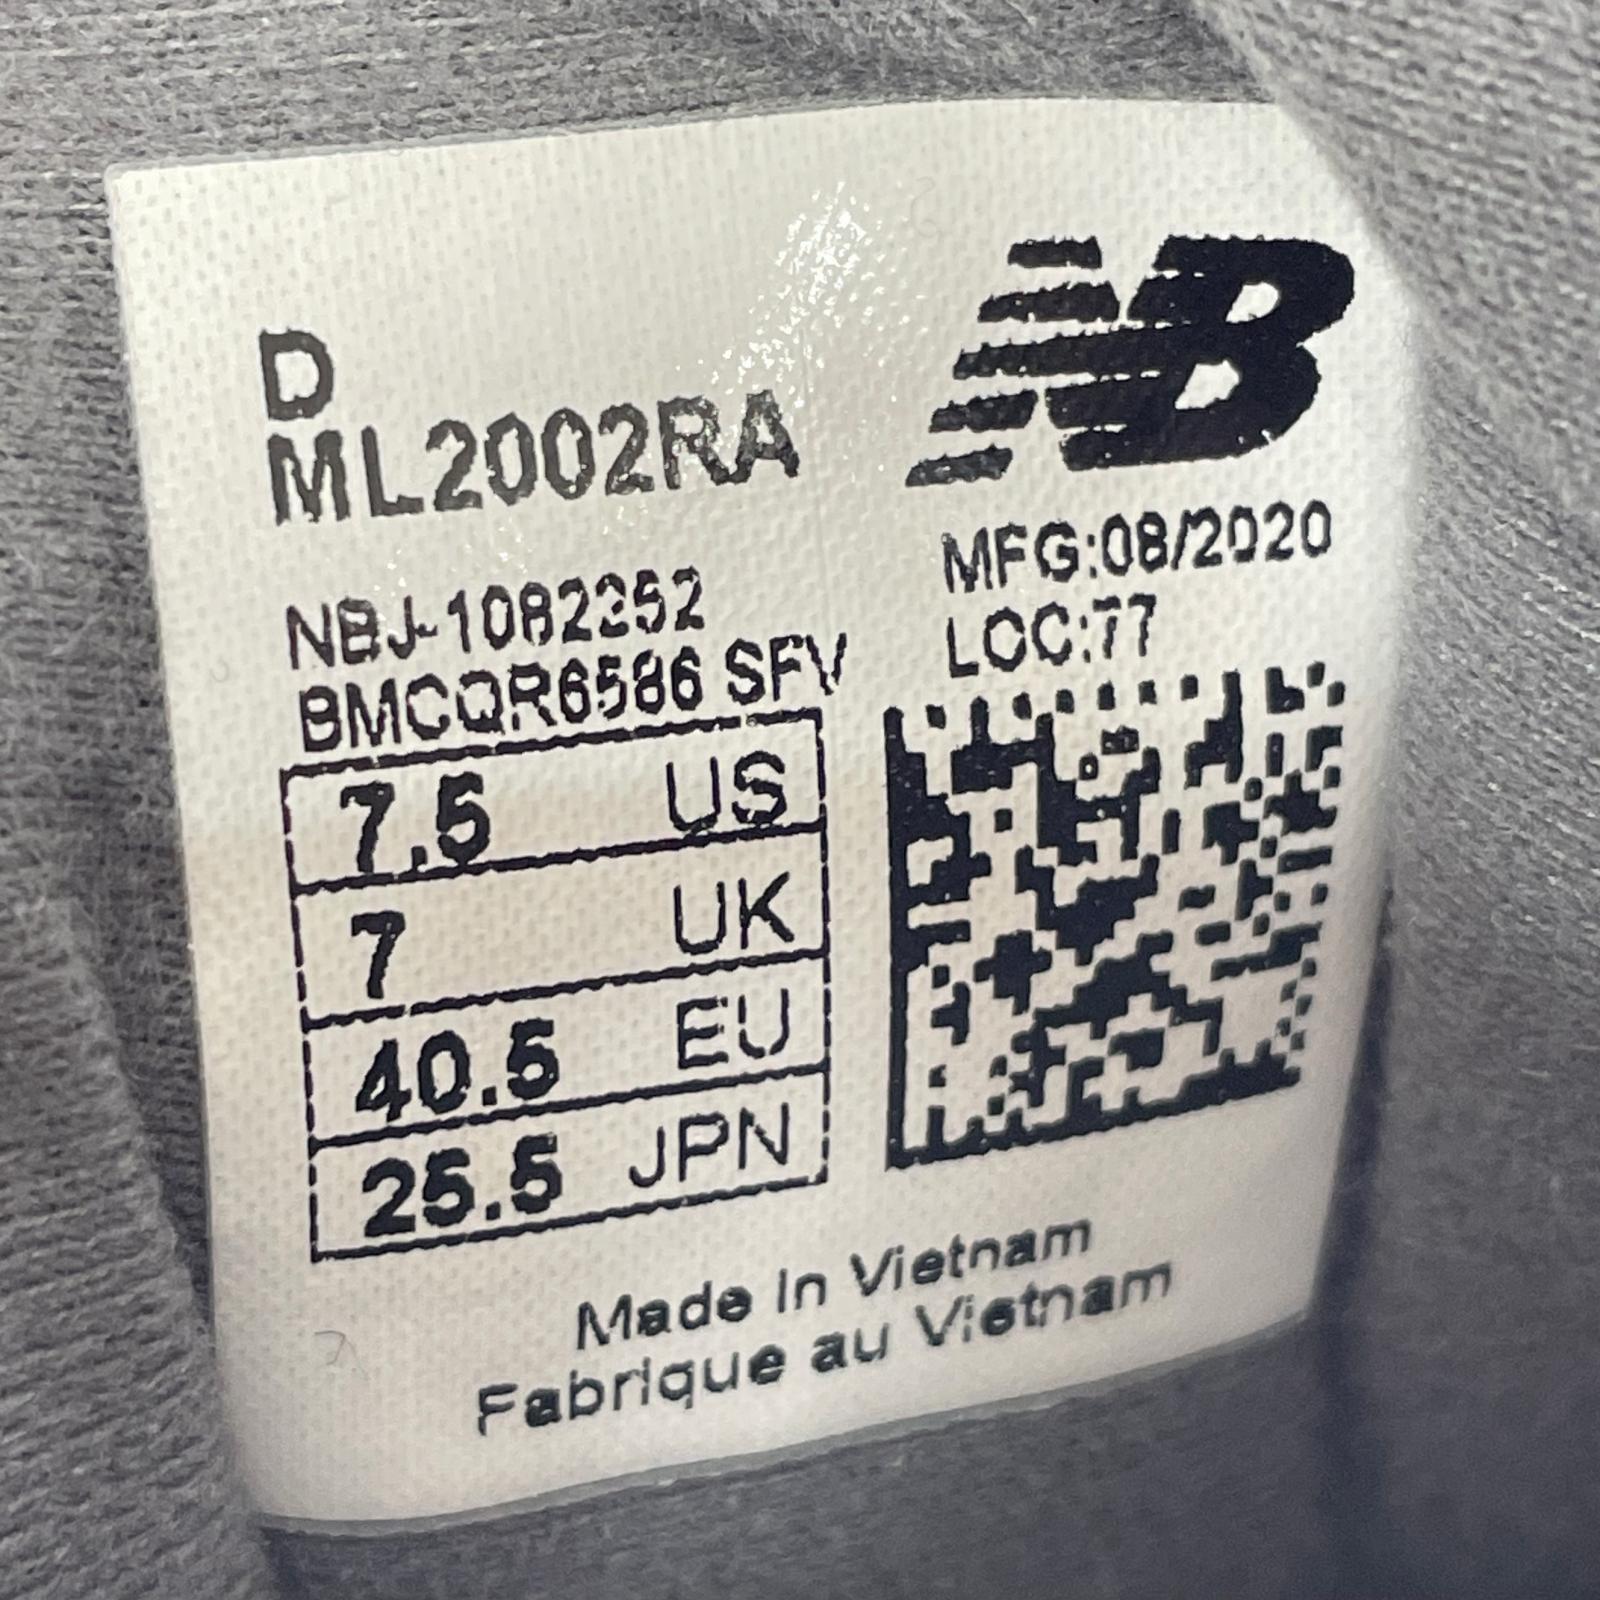 D
ML2002RA
NB
MFG:08/2020
LOC:77
NBJ-1082252
BMCQR6586 SFV
7.5 US
7 UK
40.5 EU
25.5 JPN
Made In Vietnam
Fabrique au Vietnam